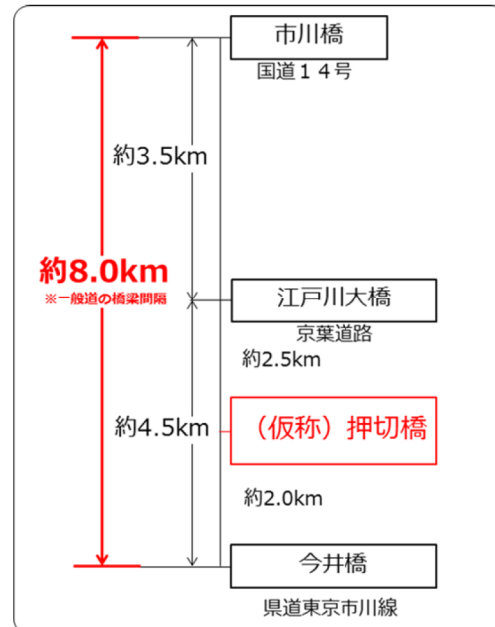 市川橋
国道１４号
約3.5km
約8.0km
※一般道の橋梁間隔
江戸川大橋
京葉道路
約2.5km
約4.5km
（仮称）押切橋
約2.0km
今井橋
県道東京市川線